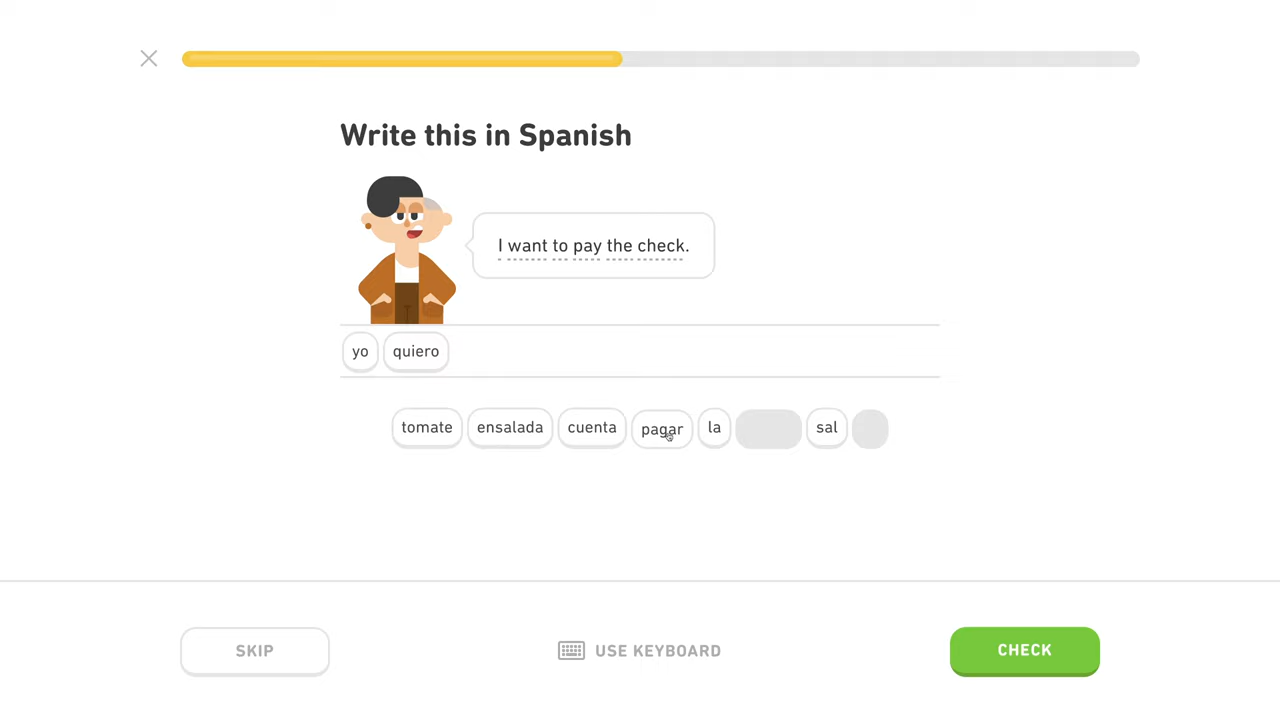 Write this in Spanish
I want to pay the check.
yo quiero
tomate ensalada cuenta pagar la sal
SKIP USE KEYBOARD CHECK